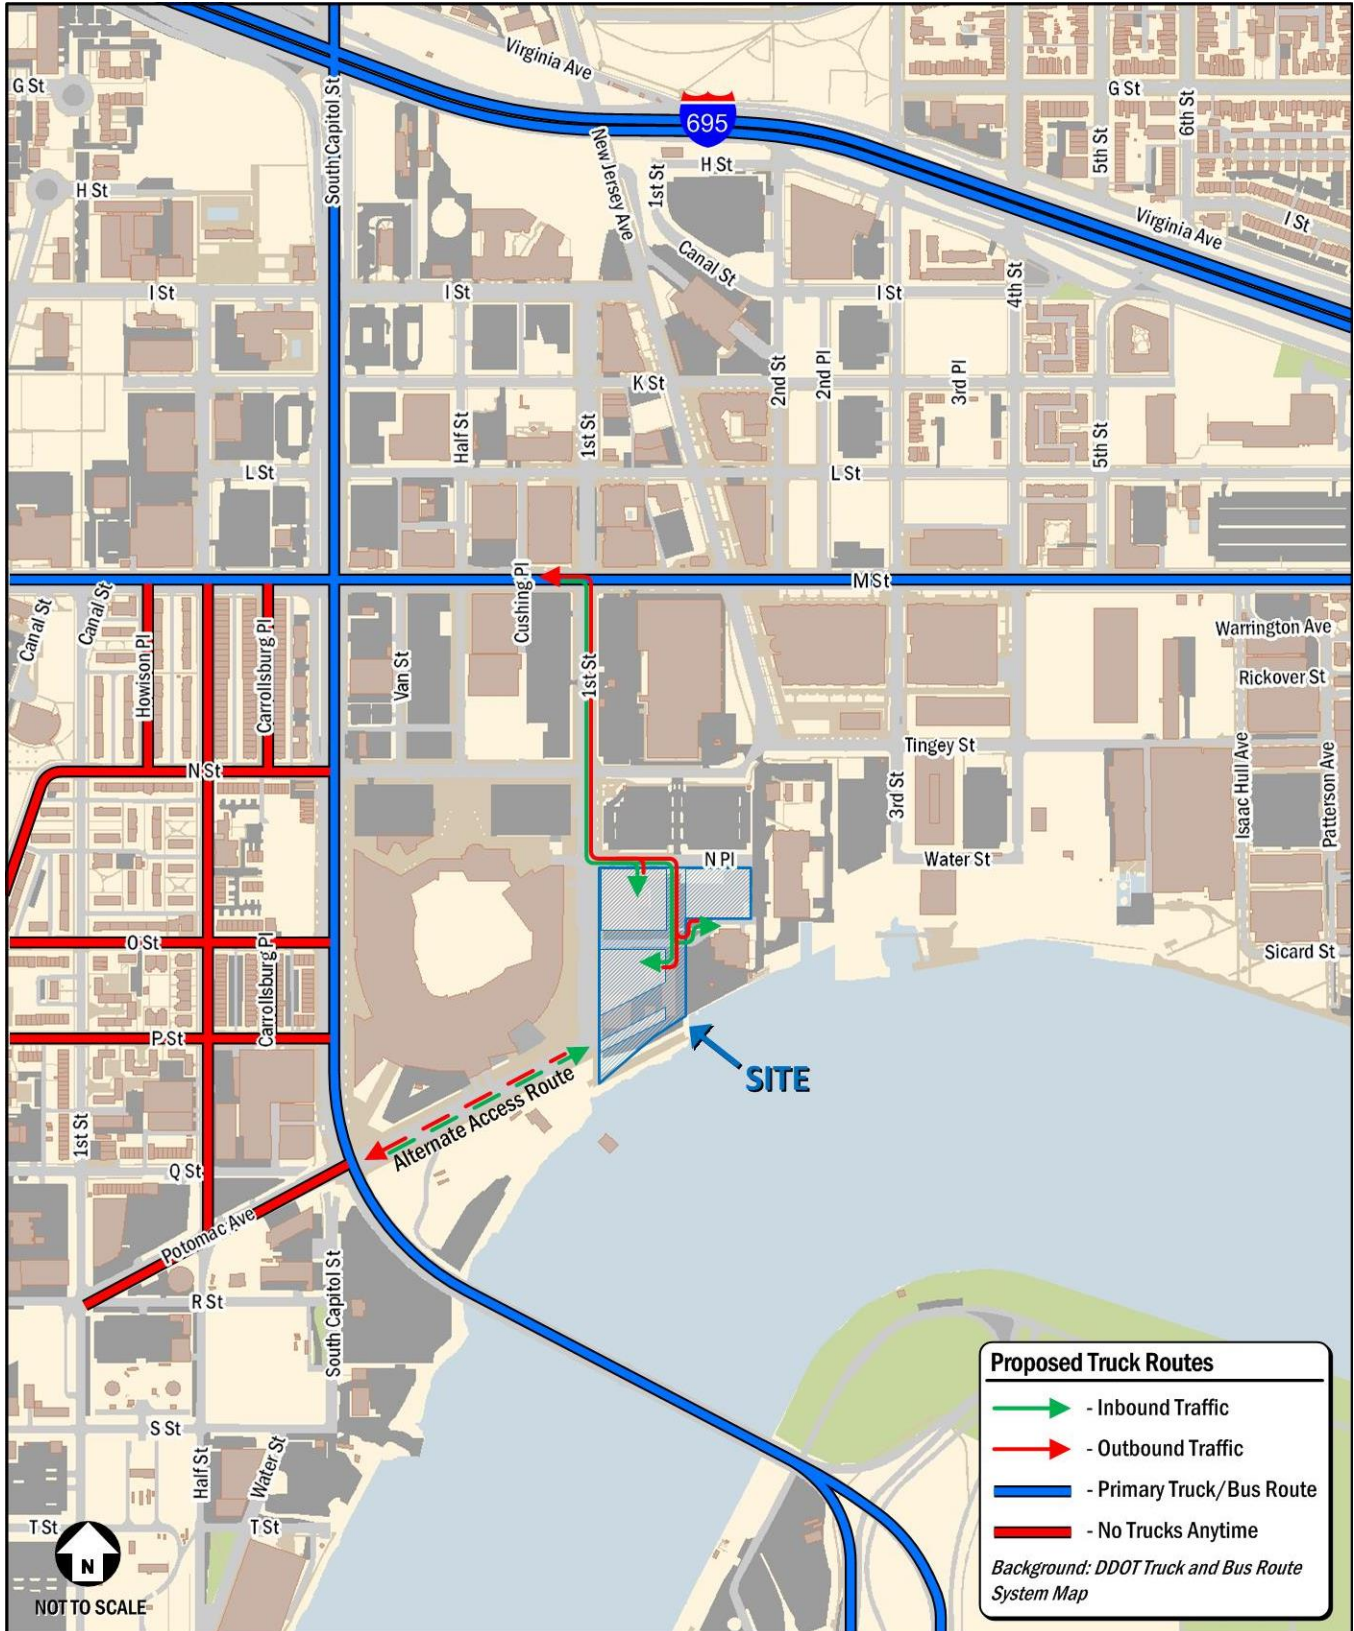 Virginia Ave
G St
South Capitol St
G St
6th St
5th St
695
New Jersey Ave
1st St
H St
H St
Virginia Ave
I St
Canal St
4th St
I St
I St
I St
K St
2nd St
2nd Pl
3rd Pl
Half St
1st St
5th St
L St
L St
Cushing Pl
M St
Canal St
Canal St
Howison Pl
Carrollsburg Pl
Van St
1st St
Warrington Ave
Rickover St
Tingey St
N St
3rd St
Isaac Hull Ave
Patterson Ave
N Pl
Water St
O St
Carrollsburg Pl
Sicard St
P St
SITE
Alternate Access Route
1st St
Q St
Potomac Ave
South Capitol St
R St
S St
Half St
Water St
T St
T St
N
NOT TO SCALE
Proposed Truck Routes
- Inbound Traffic
- Outbound Traffic
- Primary Truck/Bus Route
- No Trucks Anytime
Background: DDOT Truck and Bus Route
System Map